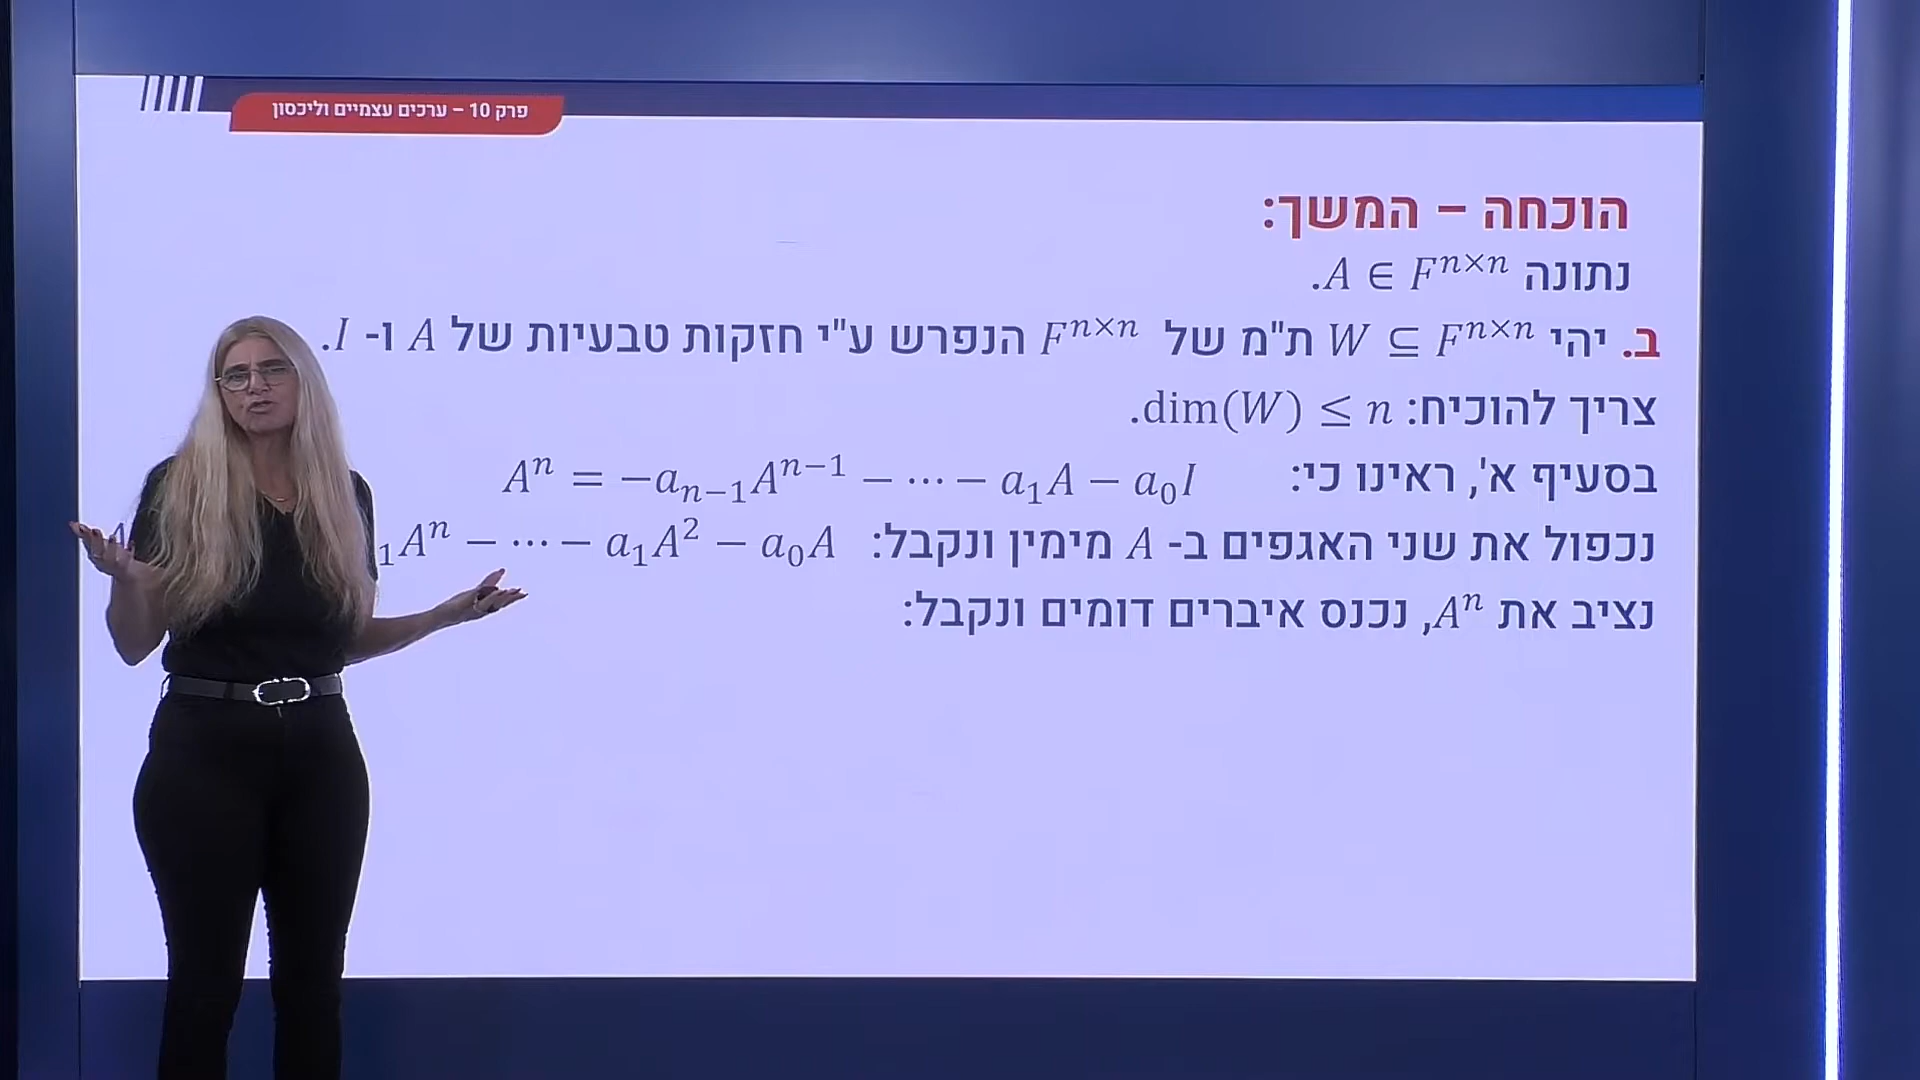 פרק 10 – ערכים עצמיים וליכסון
הוכחה – המשך:
נתונה $A \in F^{n \times n}$.
ב. יהי $W \subseteq F^{n \times n}$ ת"מ של $F^{n \times n}$ הנפרש ע"י חזקות טבעיות של $A$ ו- $I$.
צריך להוכיח: $\dim(W) \leq n$.
בסעיף א', ראינו כי: $A^n = -a_{n-1}A^{n-1} - \cdots - a_1A - a_0I$
נכפול את שני האגפים ב- $A$ מימין ונקבל: $_1A^n - \cdots - a_1A^2 - a_0A$
נציב את $A^n$, נכנס איברים דומים ונקבל: